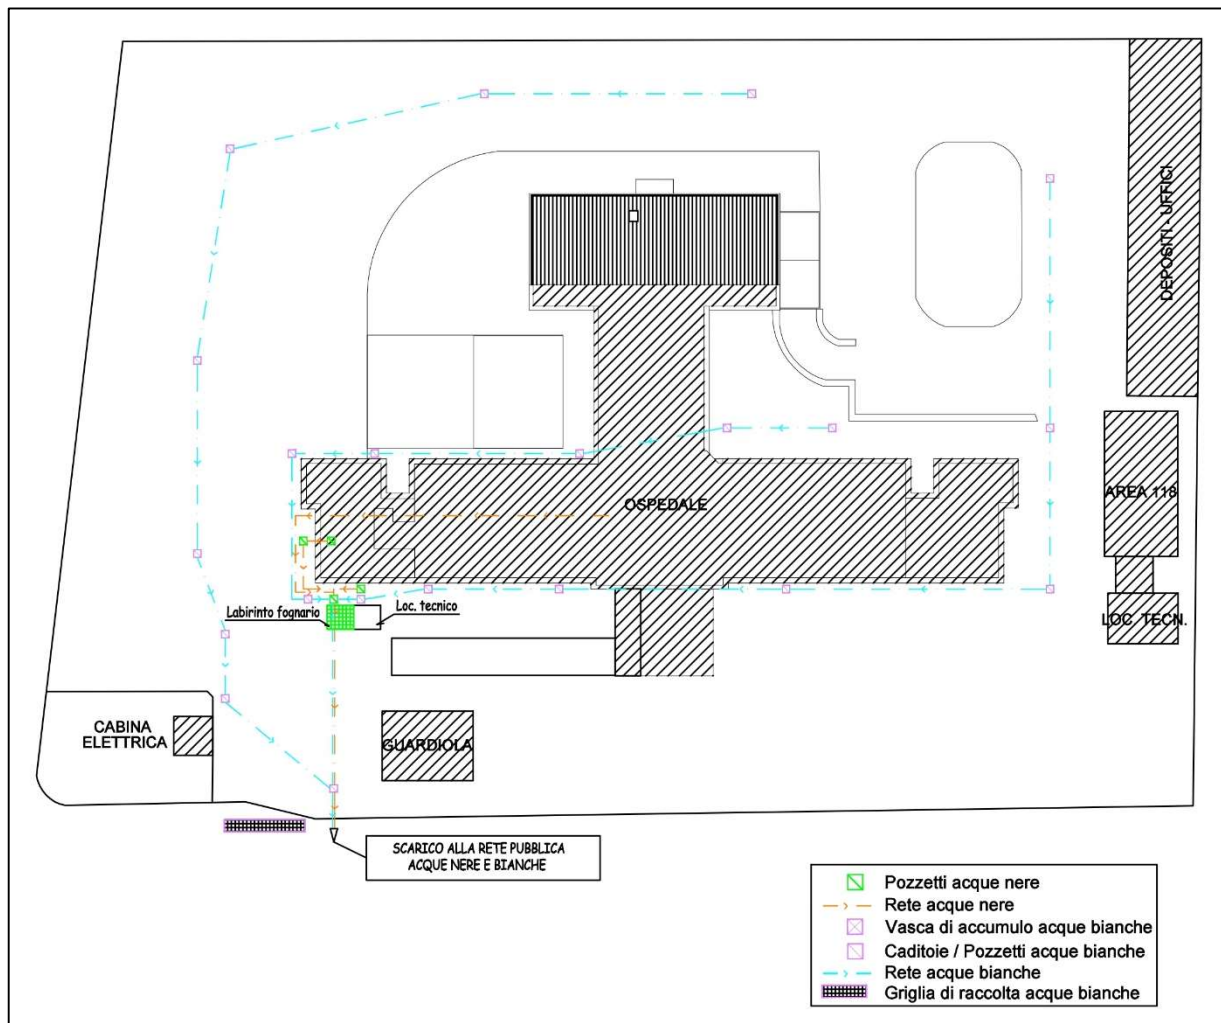 DEPOSITI - UFFICI
AREA 118
OSPEDALE
Labirinto fognario
Loc. tecnico
LOC. TECN.
CABINA
ELETTRICA
GUARDIOLA
SCARICO ALLA RETE PUBBLICA
ACQUE NERE E BIANCHE
Pozzetti acque nere
Rete acque nere
Vasca di accumulo acque bianche
Caditoie / Pozzetti acque bianche
Rete acque bianche
Griglia di raccolta acque bianche